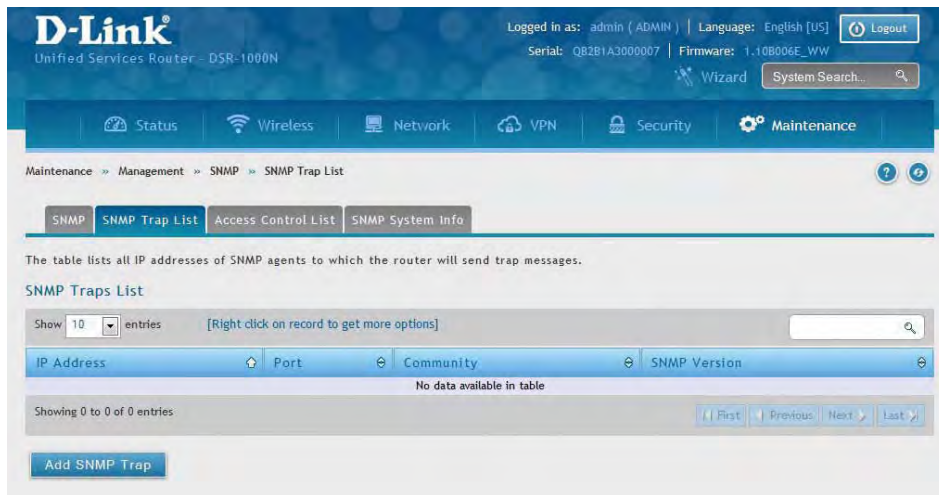 D-Link
Unified Services Router - DSR-1000N
Logged in as: admin ( ADMIN ) | Language: English [US]
Logout
Serial: QB2B1A3000007 | Firmware: 1.10B006E_WW
Wizard
System Search...
Status
Wireless
Network
VPN
Security
Maintenance
Maintenance » Management » SNMP » SNMP Trap List
SNMP
SNMP Trap List
Access Control List
SNMP System Info
The table lists all IP addresses of SNMP agents to which the router will send trap messages.
SNMP Traps List
Show 10 entries
[Right click on record to get more options]
IP Address
Port
Community
SNMP Version
No data available in table
Showing 0 to 0 of 0 entries
First
Previous
Next
Last
Add SNMP Trap